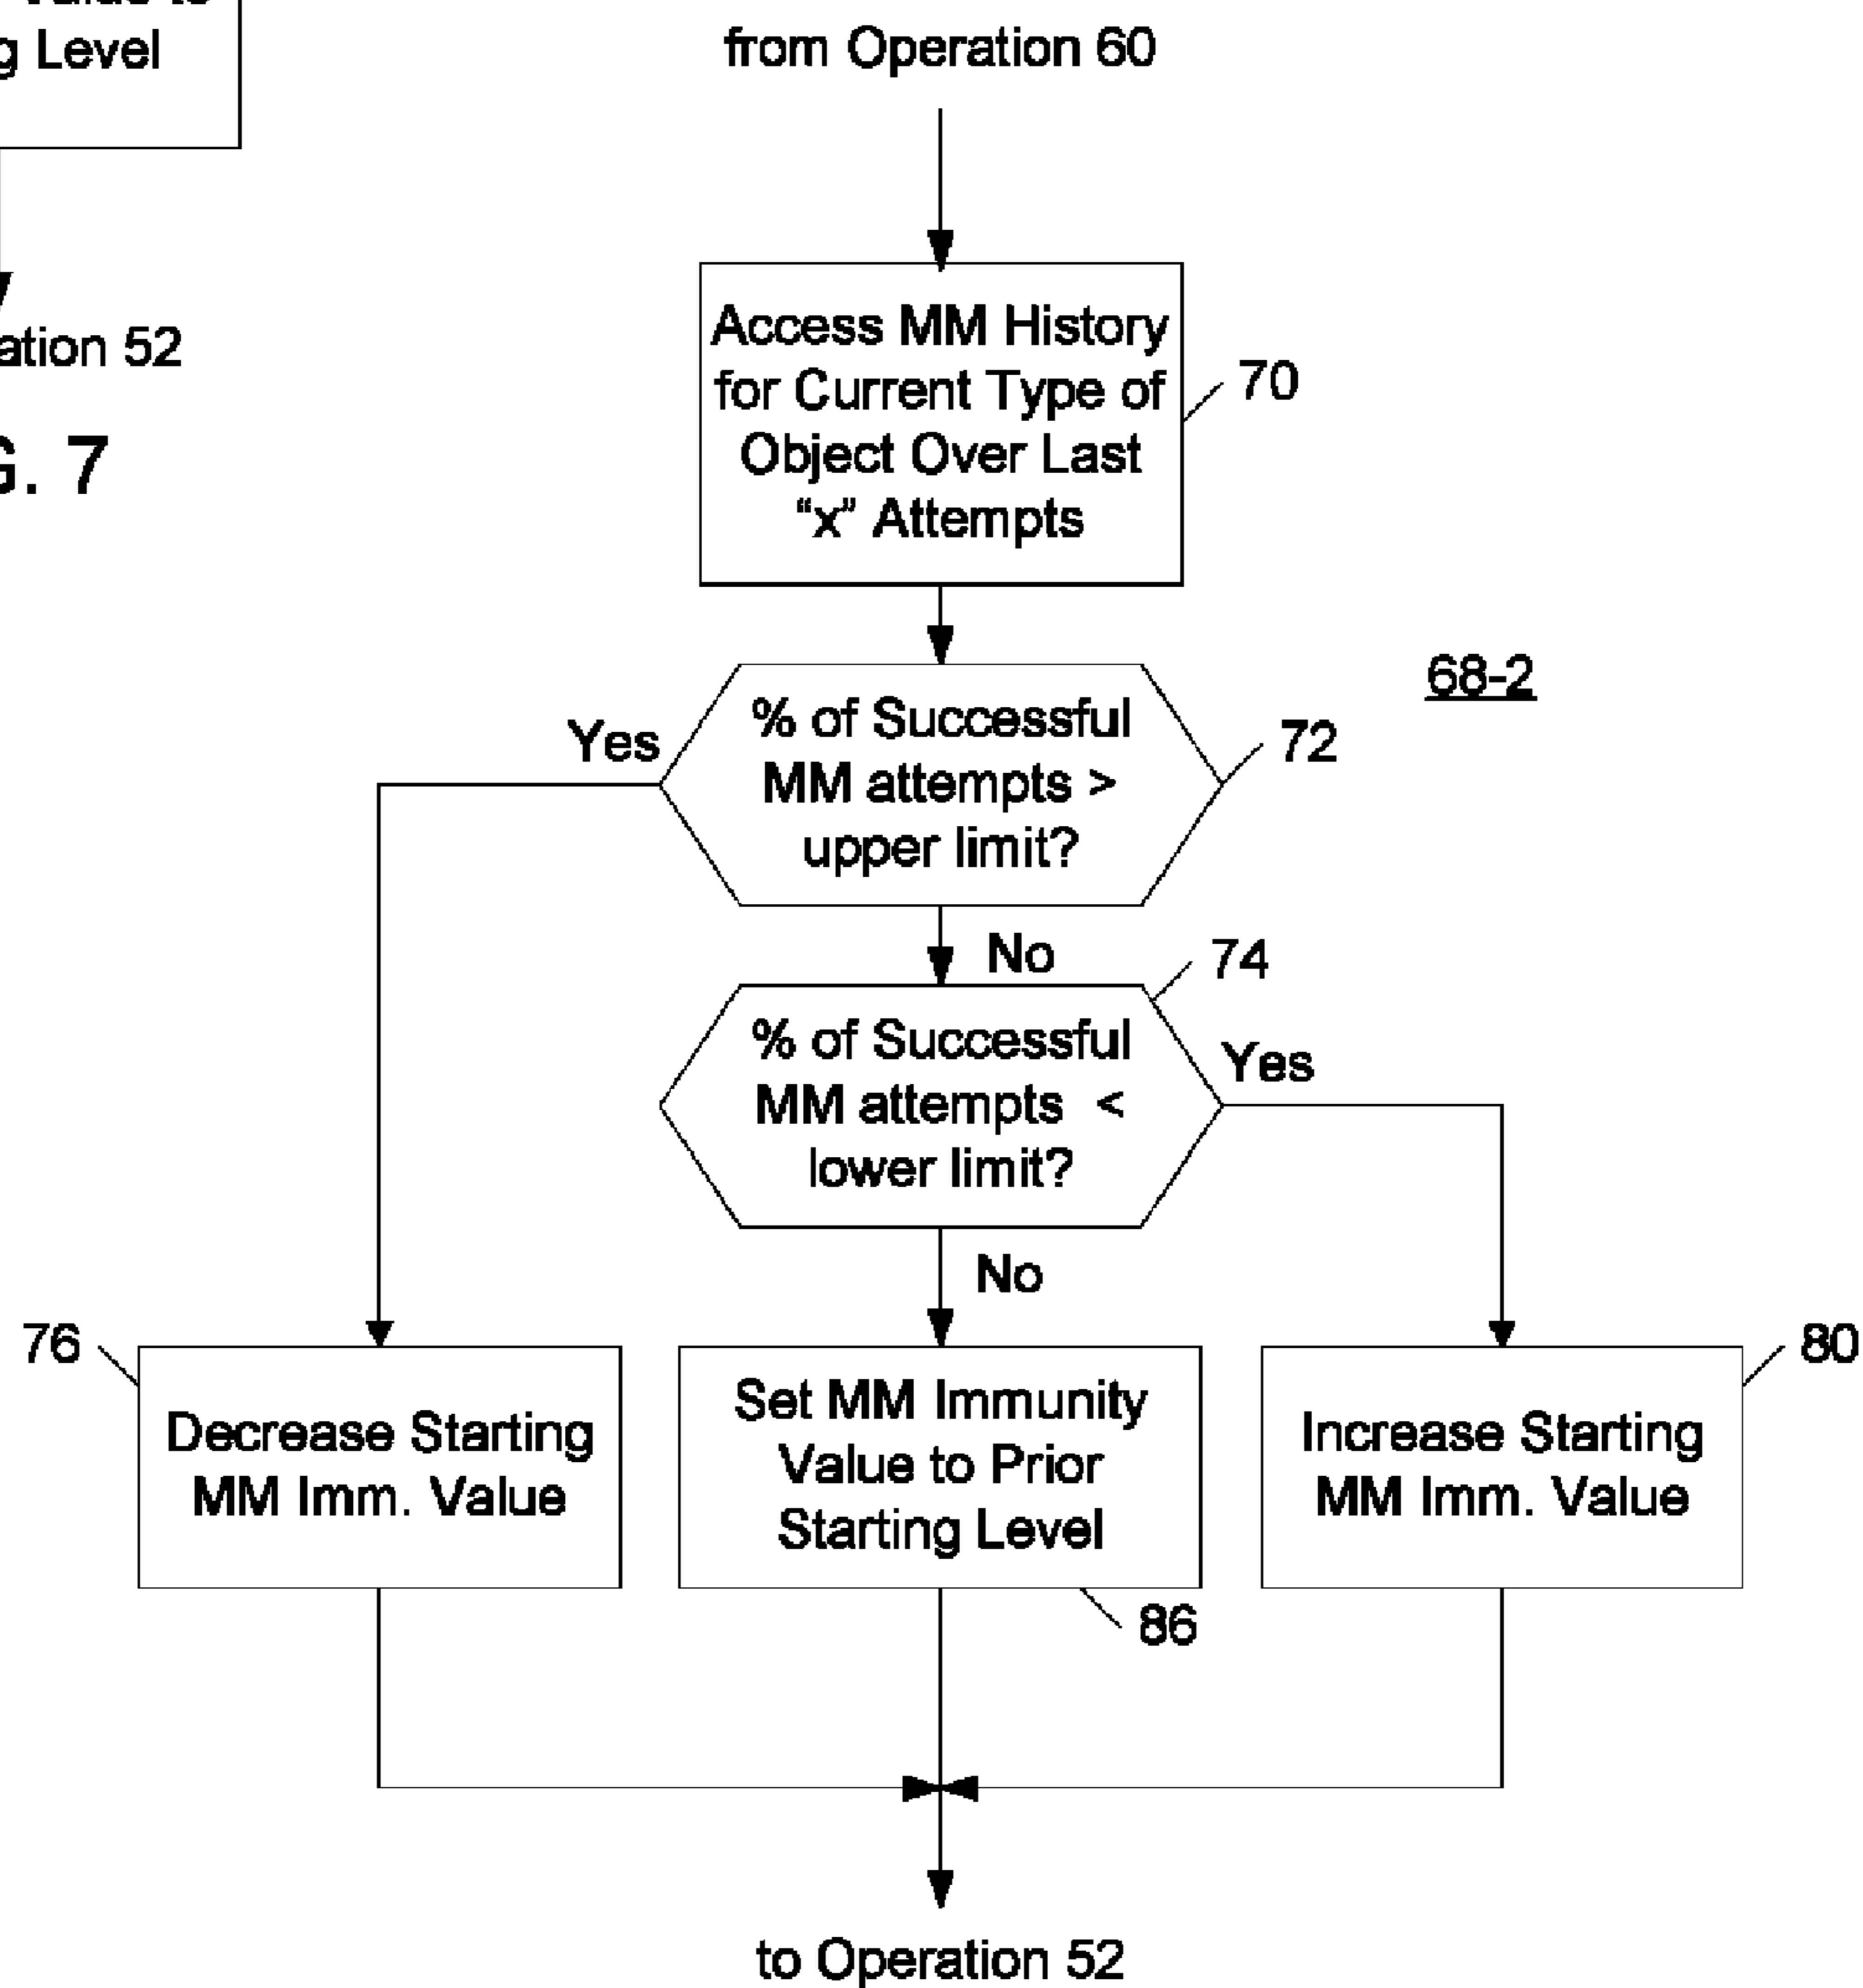 g Level
ation 52
G. 7
from Operation 60
Access MM History
for Current Type of
Object Over Last
“x” Attempts
70
68-2
% of Successful
MM attempts >
upper limit?
72
Yes
No
74
% of Successful
MM attempts <
lower limit?
Yes
No
76
Decrease Starting
MM Imm. Value
Set MM Immunity
Value to Prior
Starting Level
86
80
Increase Starting
MM Imm. Value
to Operation 52